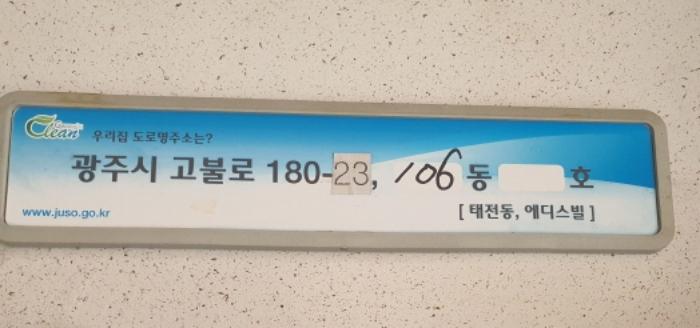 Clean
우리집 도로명주소는?
광주시 고불로 180-23, 106동 호
www.juso.go.kr
[ 태전동, 에디스빌 ]